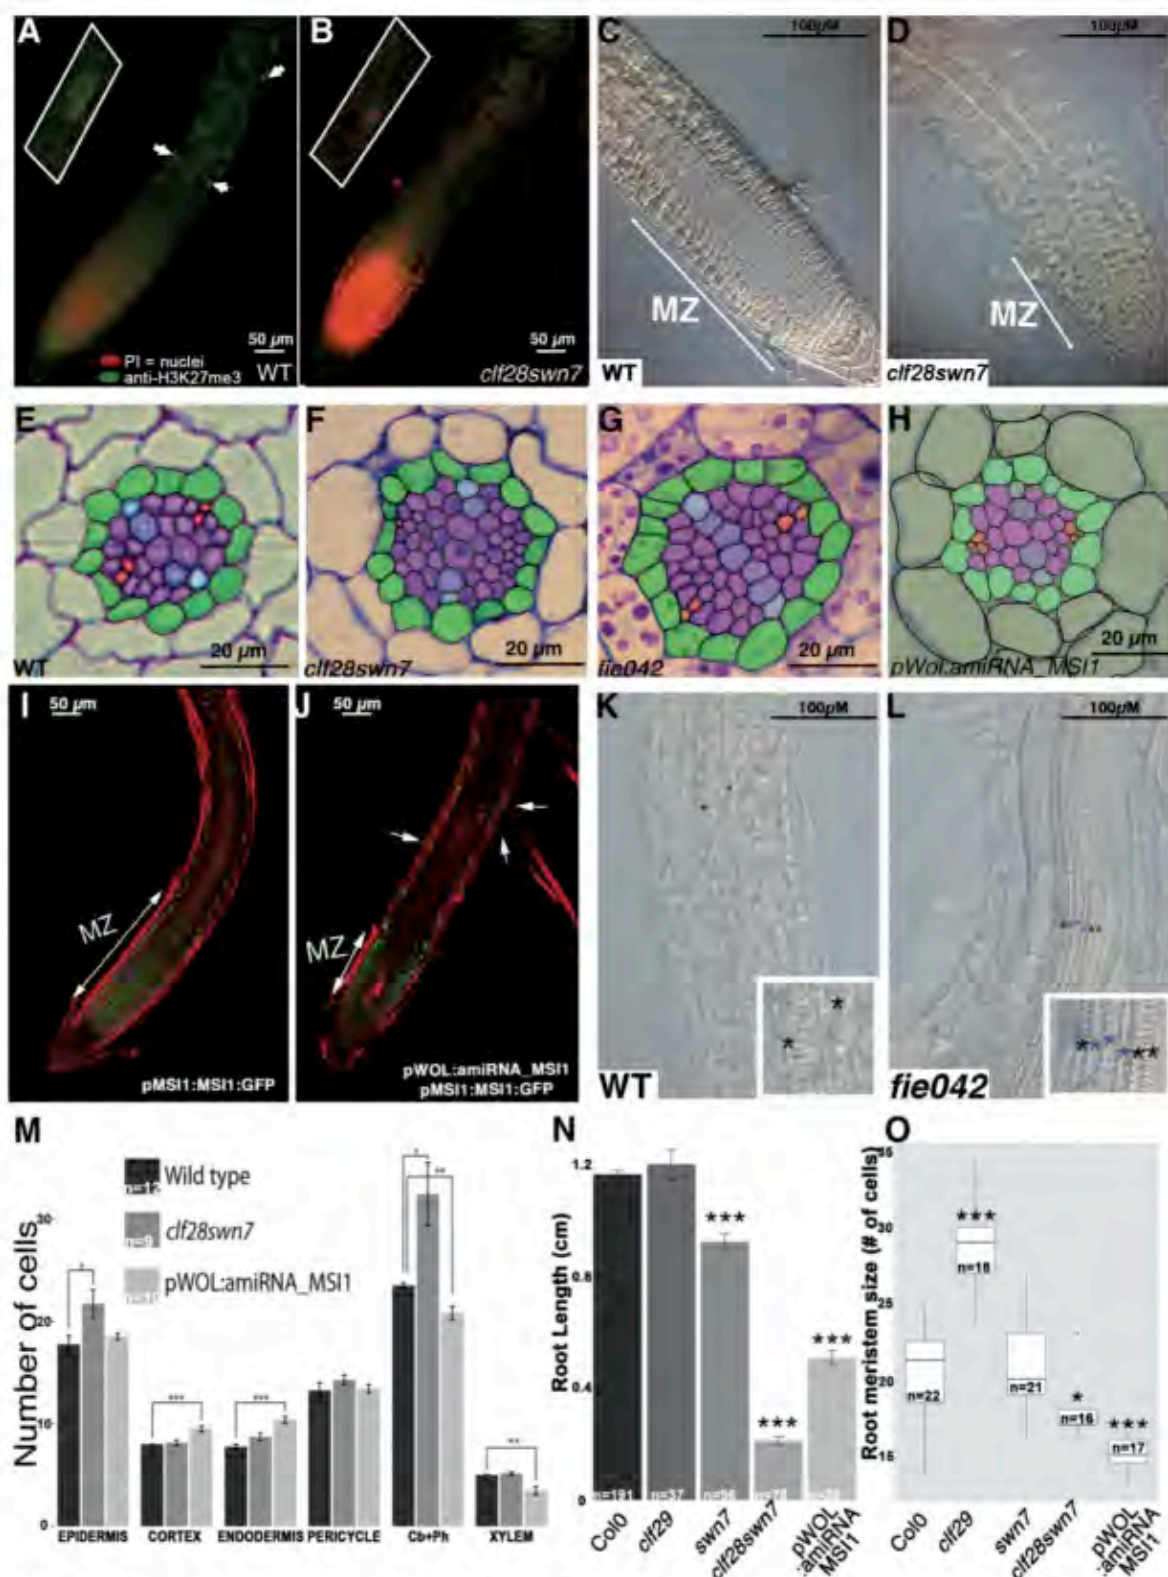 A
B
C
100µM
D
100µM
50 µm
PI = nuclei
anti-H3K27me3
WT
50 µm
clf28swn7
MZ
WT
MZ
clf28swn7
E
F
G
H
20 µm
WT
20 µm
clf28swn7
20 µm
fie042
20 µm
pWol:amiRNA_MSI1
I
50 µm
MZ
pMSI1:MSI1:GFP
J
50 µm
MZ
pWOL:amiRNA_MSI1
pMSI1:MSI1:GFP
K
100µM
*
*
WT
L
100µM
fie042
M
Wild type
n=12
clf28swn7
n=9
pWOL:amiRNA_MSI1
Number of cells
30
20
10
0
*
***
***
*
**
**
EPIDERMIS
CORTEX
ENDODERMIS
PERICYCLE
Cb+Ph
XYLEM
N
Root Length (cm)
1.2
0.8
0.4
0
***
***
***
n=191
n=37
n=96
Col0
clf29
swn7
clf28swn7
pWOL
:amiRNA
MSI1
O
Root meristem size (# of cells)
35
30
25
20
15
n=22
***
n=18
n=21
*
n=16
***
n=17
Col0
clf29
swn7
clf28swn7
pWOL
:amiRNA
MSI1